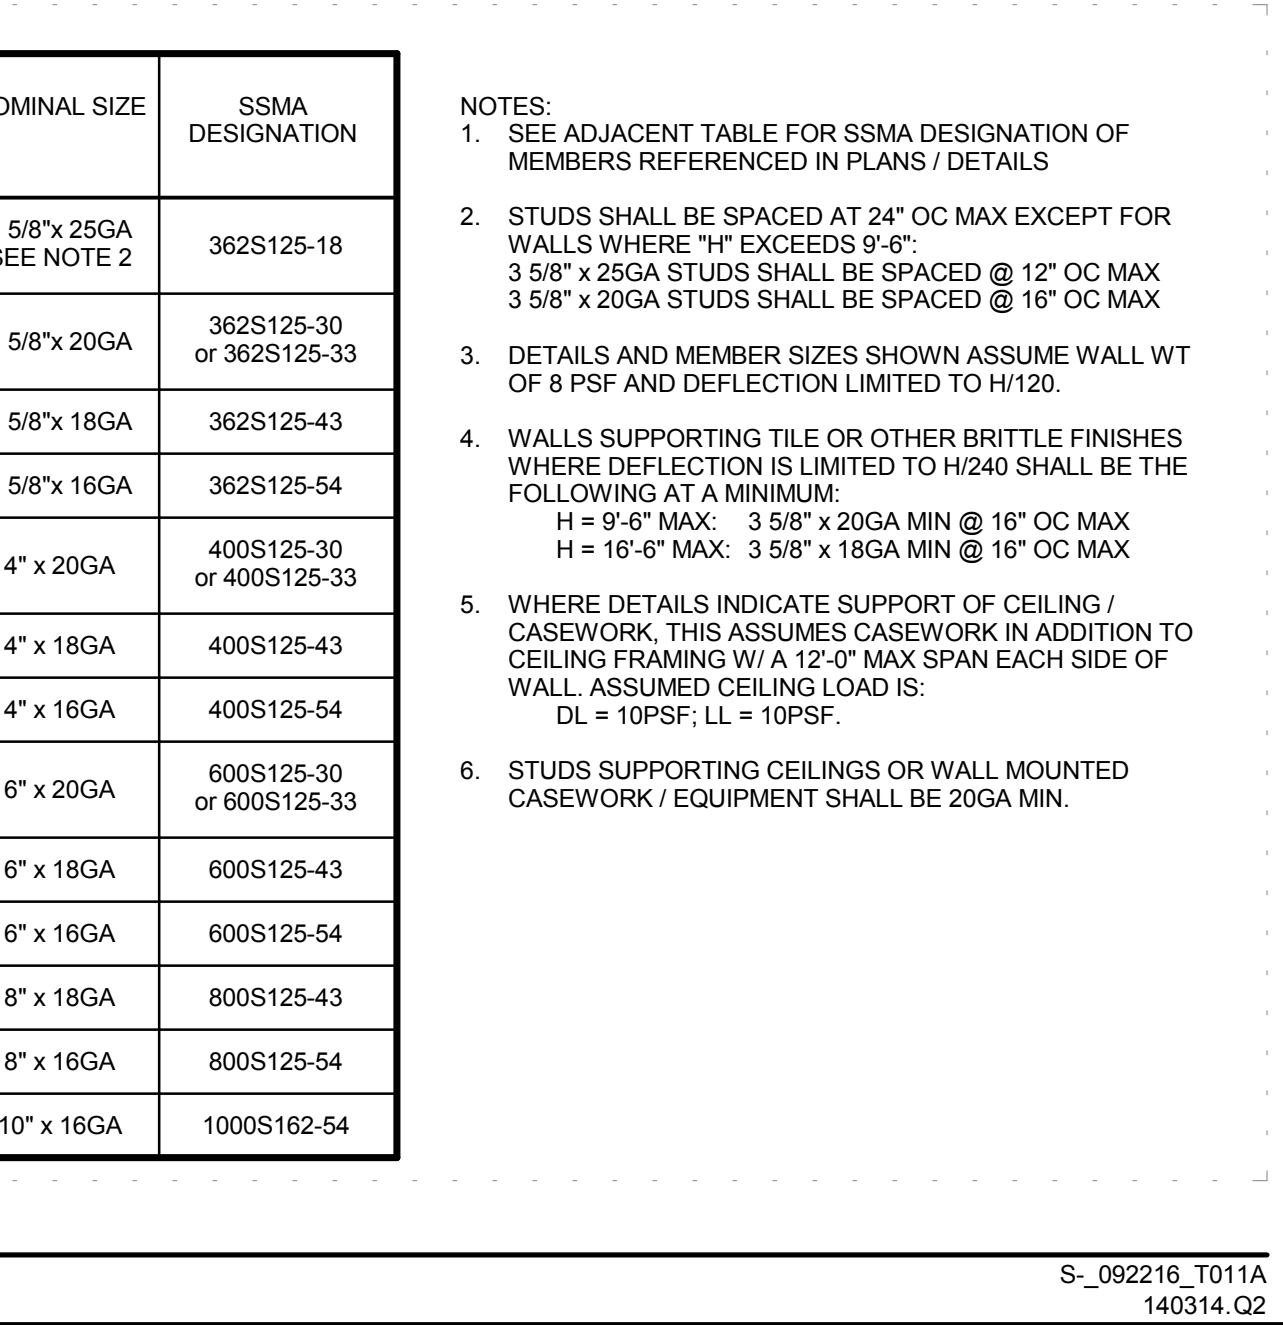 OMINAL SIZE
SSMA
DESIGNATION
5/8"x 25GA
SEE NOTE 2
362S125-18
5/8"x 20GA
362S125-30
or 362S125-33
5/8"x 18GA
362S125-43
5/8"x 16GA
362S125-54
4" x 20GA
400S125-30
or 400S125-33
4" x 18GA
400S125-43
4" x 16GA
400S125-54
6" x 20GA
600S125-30
or 600S125-33
6" x 18GA
600S125-43
6" x 16GA
600S125-54
8" x 18GA
800S125-43
8" x 16GA
800S125-54
10" x 16GA
1000S162-54
NOTES:
1. SEE ADJACENT TABLE FOR SSMA DESIGNATION OF
MEMBERS REFERENCED IN PLANS / DETAILS
2. STUDS SHALL BE SPACED AT 24" OC MAX EXCEPT FOR
WALLS WHERE "H" EXCEEDS 9'-6":
3 5/8" x 25GA STUDS SHALL BE SPACED @ 12" OC MAX
3 5/8" x 20GA STUDS SHALL BE SPACED @ 16" OC MAX
3. DETAILS AND MEMBER SIZES SHOWN ASSUME WALL WT
OF 8 PSF AND DEFLECTION LIMITED TO H/120.
4. WALLS SUPPORTING TILE OR OTHER BRITTLE FINISHES
WHERE DEFLECTION IS LIMITED TO H/240 SHALL BE THE
FOLLOWING AT A MINIMUM:
H = 9'-6" MAX: 3 5/8" x 20GA MIN @ 16" OC MAX
H = 16'-6" MAX: 3 5/8" x 18GA MIN @ 16" OC MAX
5. WHERE DETAILS INDICATE SUPPORT OF CEILING /
CASEWORK, THIS ASSUMES CASEWORK IN ADDITION TO
CEILING FRAMING W/ A 12'-0" MAX SPAN EACH SIDE OF
WALL. ASSUMED CEILING LOAD IS:
DL = 10PSF; LL = 10PSF.
6. STUDS SUPPORTING CEILINGS OR WALL MOUNTED
CASEWORK / EQUIPMENT SHALL BE 20GA MIN.
S-_092216_T011A
140314.Q2